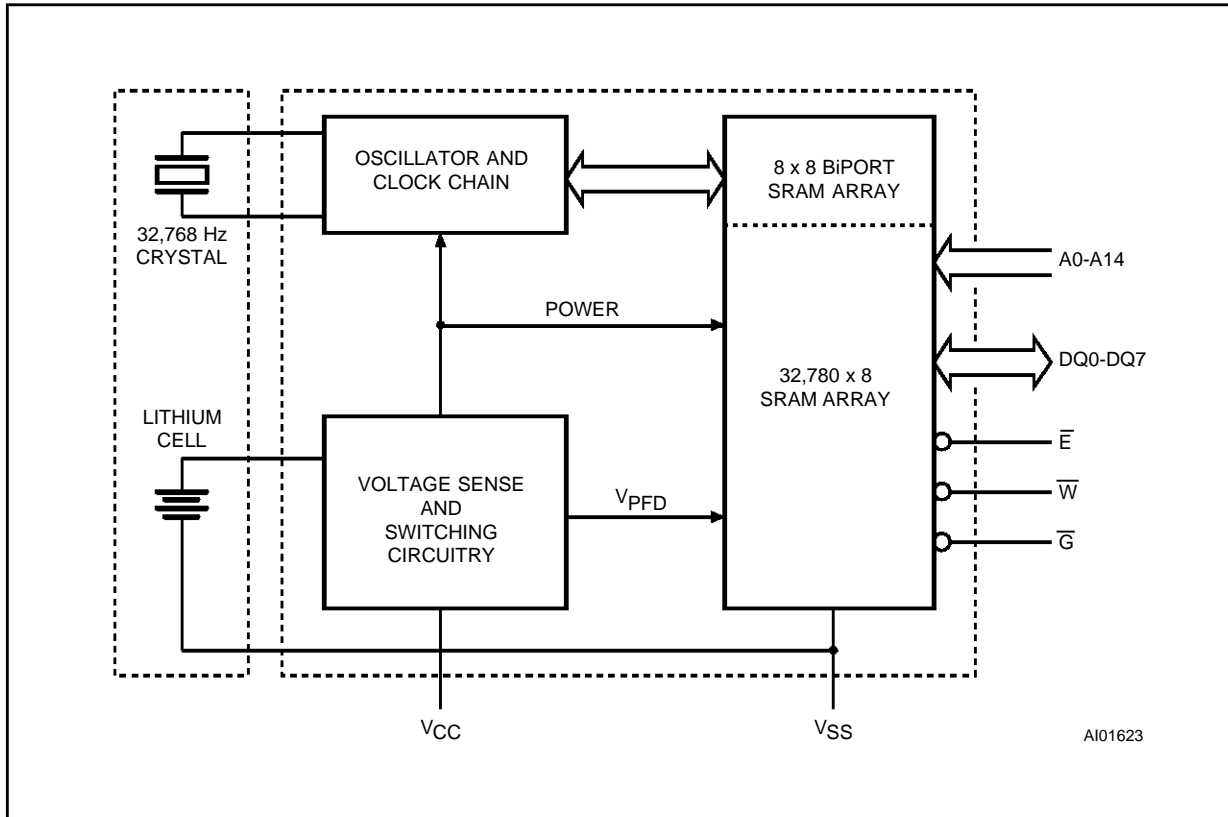 OSCILLATOR AND
CLOCK CHAIN
8 x 8 BiPORT
SRAM ARRAY
32,768 Hz
CRYSTAL
A0-A14
POWER
DQ0-DQ7
32,780 x 8
SRAM ARRAY
LITHIUM
CELL
E̅
VOLTAGE SENSE
AND
SWITCHING
CIRCUITRY
VPFD
W̅
G̅
VCC
VSS
AI01623